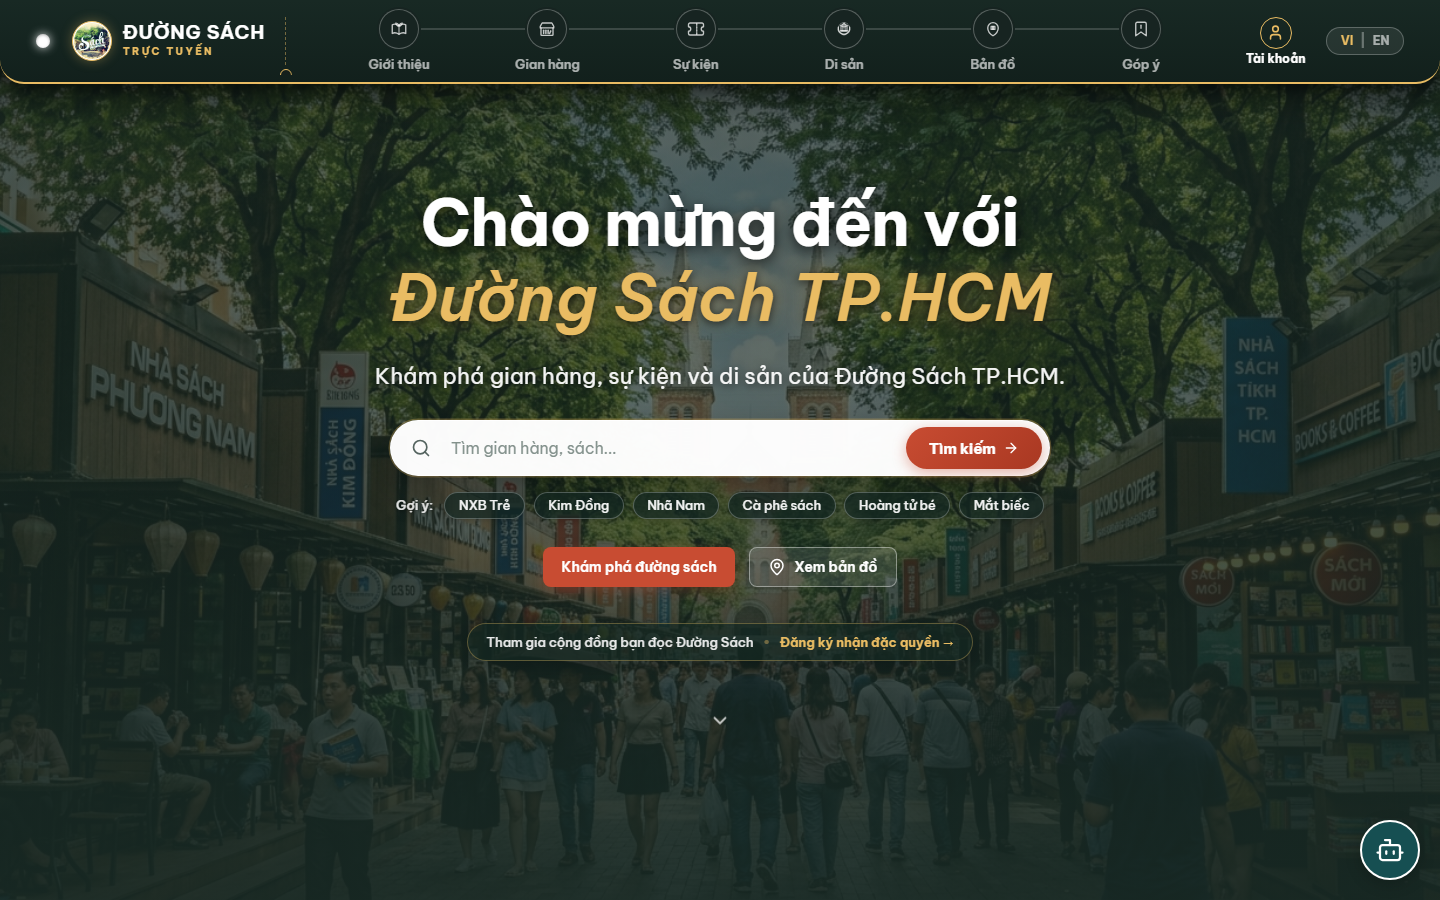 ĐƯỜNG SÁCH
TRỰC TUYẾN
Giới thiệu
Gian hàng
Sự kiện
Di sản
Bản đồ
Góp ý
Tài khoản
VI | EN
Chào mừng đến với
Đường Sách TP.HCM
Khám phá gian hàng, sự kiện và di sản của Đường Sách TP.HCM.
Tìm gian hàng, sách...
Tìm kiếm →
Gợi ý: NXB Trẻ Kim Đồng Nhã Nam Cà phê sách Hoàng tử bé Mắt biếc
Khám phá đường sách
Xem bản đồ
Tham gia cộng đồng bạn đọc Đường Sách • Đăng ký nhận đặc quyền →
NHÀ SÁCH
PHƯƠNG NAM
NHÀ SÁCH
KIM ĐỒNG
NHÀ
SÁCH
TÍKH
TP.
HCM
BOOKS & COFFEE
BOOKS & COFFEE
SÁCH
MỚI
SÁCH
MỚI